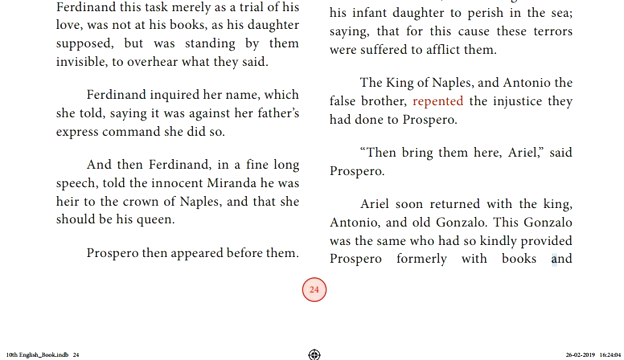 Ferdinand this task merely as a trial of his
love, was not at his books, as his daughter
supposed, but was standing by them
invisible, to overhear what they said.
Ferdinand inquired her name, which
she told, saying it was against her father's
express command she did so.
And then Ferdinand, in a fine long
speech, told the innocent Miranda he was
heir to the crown of Naples, and that she
should be his queen.
Prospero then appeared before them.
his infant daughter to perish in the sea;
saying, that for this cause these terrors
were suffered to afflict them.
The King of Naples, and Antonio the
false brother, repented the injustice they
had done to Prospero.
“Then bring them here, Ariel,” said
Prospero.
Ariel soon returned with the king,
Antonio, and old Gonzalo. This Gonzalo
was the same who had so kindly provided
Prospero formerly with books and
24
10th English_Book.indb 24
26-02-2019 16:24:04